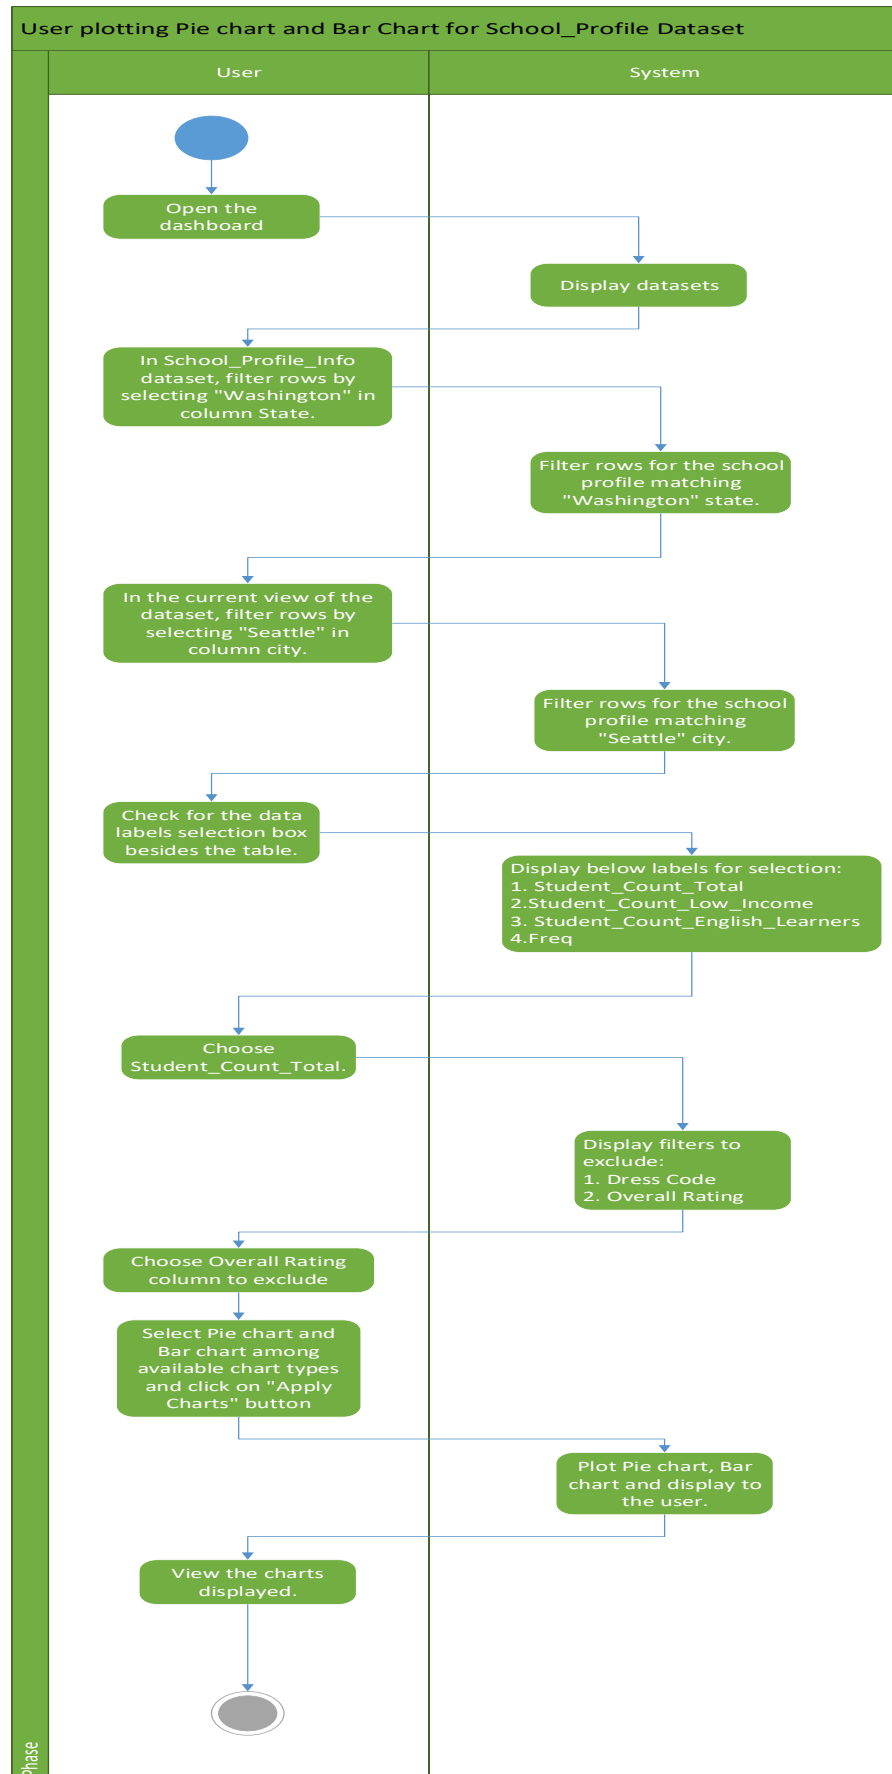 User plotting Pie chart and Bar Chart for School_Profile Dataset
User
System
Open the
dashboard
Display datasets
In School_Profile_Info
dataset, filter rows by
selecting "Washington" in
column State.
Filter rows for the school
profile matching
"Washington" state.
In the current view of the
dataset, filter rows by
selecting "Seattle" in
column city.
Filter rows for the school
profile matching
"Seattle" city.
Check for the data
labels selection box
besides the table.
Display below labels for selection:
1. Student_Count_Total
2.Student_Count_Low_Income
3. Student_Count_English_Learners
4.Freq
Choose
Student_Count_Total.
Display filters to
exclude:
1. Dress Code
2. Overall Rating
Choose Overall Rating
column to exclude
Select Pie chart and
Bar chart among
available chart types
and click on "Apply
Charts" button
Plot Pie chart, Bar
chart and display to
the user.
View the charts
displayed.
Phase